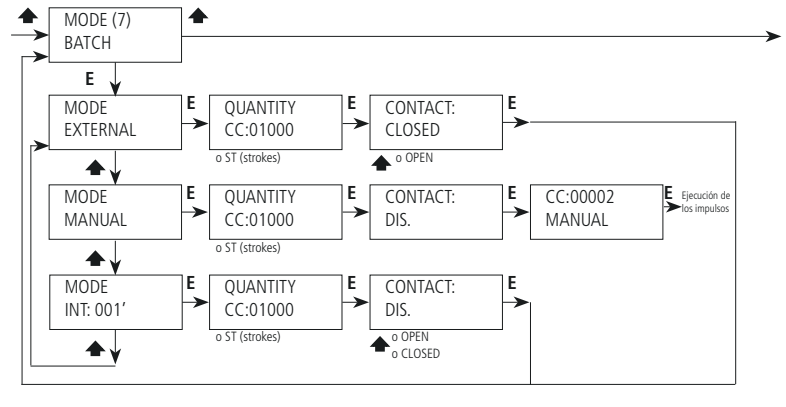 MODE (7)
BATCH
E
MODE
EXTERNAL
E
QUANTITY
CC:01000
o ST (strokes)
E
CONTACT:
CLOSED
o OPEN
E
MODE
MANUAL
E
QUANTITY
CC:01000
o ST (strokes)
E
CONTACT:
DIS.
E
CC:00002
MANUAL
E
Ejecución de
los impulsos
MODE
INT: 001’
E
QUANTITY
CC:01000
o ST (strokes)
E
CONTACT:
DIS.
o OPEN
o CLOSED
E